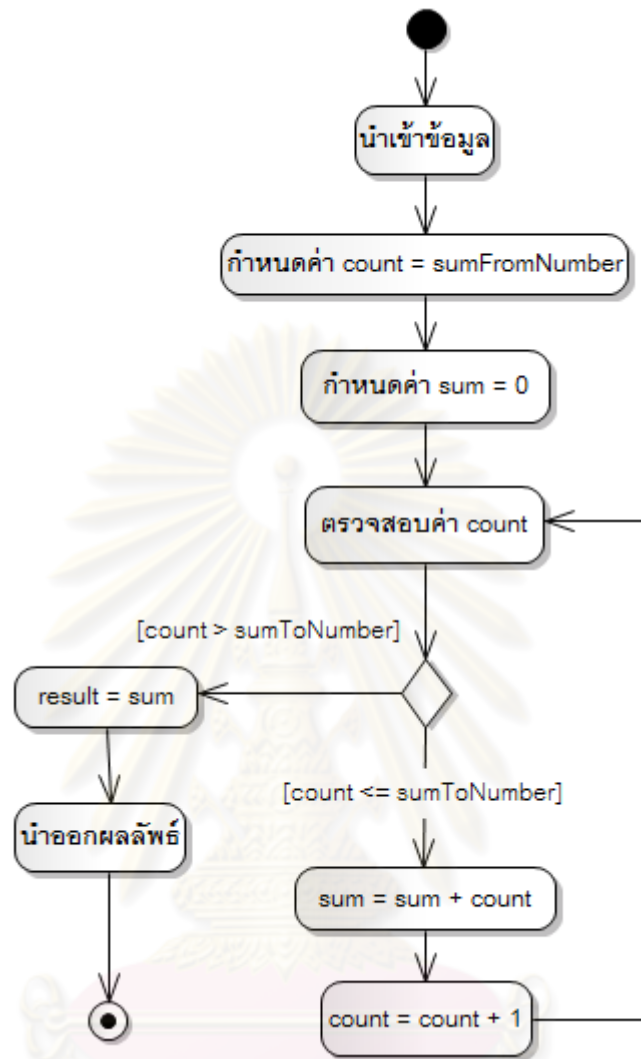 นำเข้าข้อมูล
กำหนดค่า count = sumFromNumber
กำหนดค่า sum = 0
ตรวจสอบค่า count
[count > sumToNumber]
result = sum
[count <= sumToNumber]
นำออกผลลัพธ์
sum = sum + count
count = count + 1